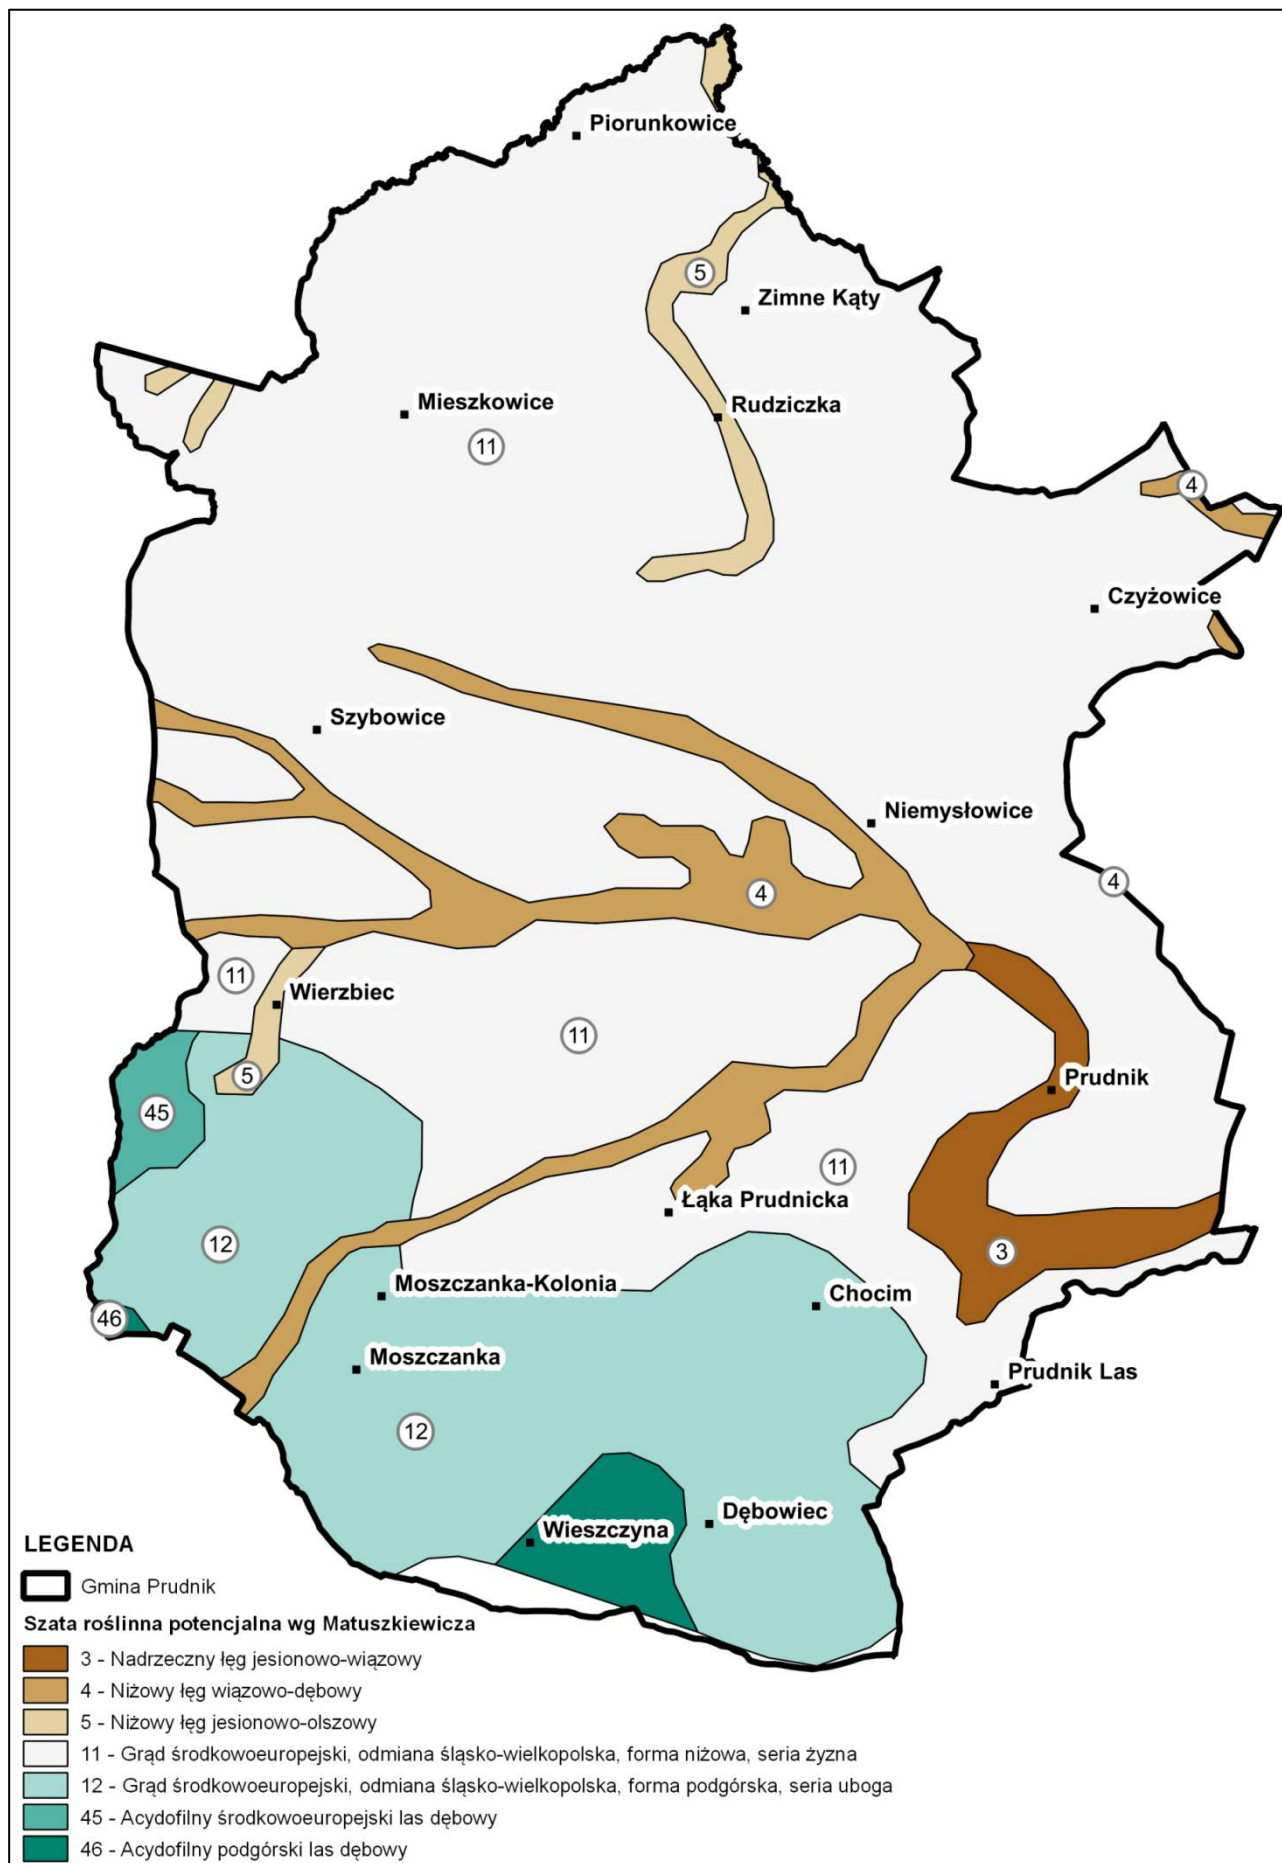 Piorunkowice
5
Zimne Kąty
Mieszkowice
Rudziczka
11
4
Czyżowice
Szybowice
Niemysłowice
4
4
11
Wierzbiec
11
5
Prudnik
45
11
Łąka Prudnicka
12
3
Moszczanka-Kolonia
Chocim
46
Moszczanka
Prudnik Las
12
Dębowiec
Wieszczyna
LEGENDA
Gmina Prudnik
Szata roślinna potencjalna wg Matuszkiewicza
3 - Nadrzeczny łęg jesionowo-wiązowy
4 - Niżowy łęg wiązowo-dębowy
5 - Niżowy łęg jesionowo-olszowy
11 - Grąd środkowoeuropejski, odmiana śląsko-wielkopolska, forma niżowa, seria żyzna
12 - Grąd środkowoeuropejski, odmiana śląsko-wielkopolska, forma podgórska, seria uboga
45 - Acydofilny środkowoeuropejski las dębowy
46 - Acydofilny podgórski las dębowy